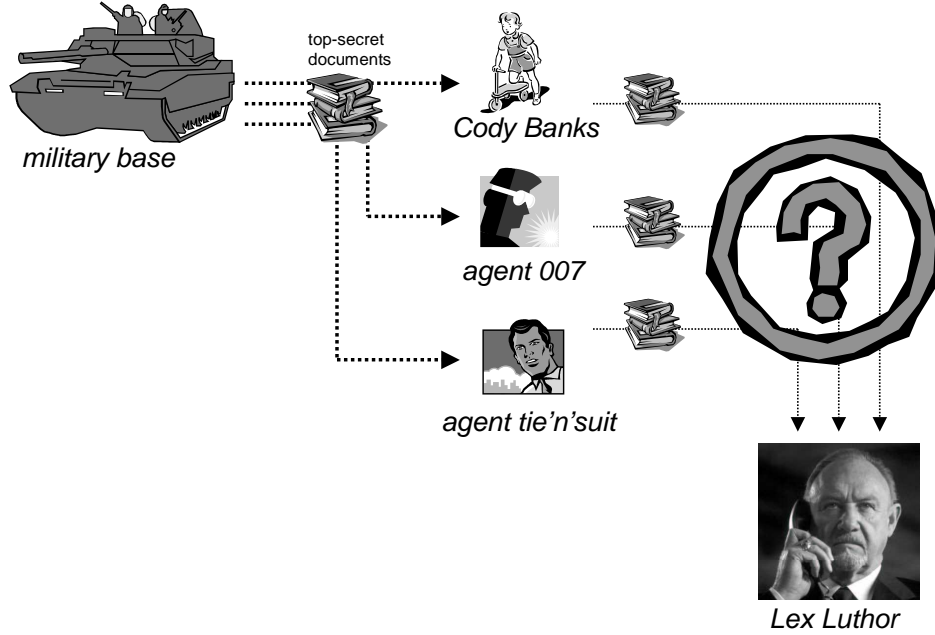 top-secret
documents
military base
Cody Banks
agent 007
agent tie’n’suit
Lex Luthor